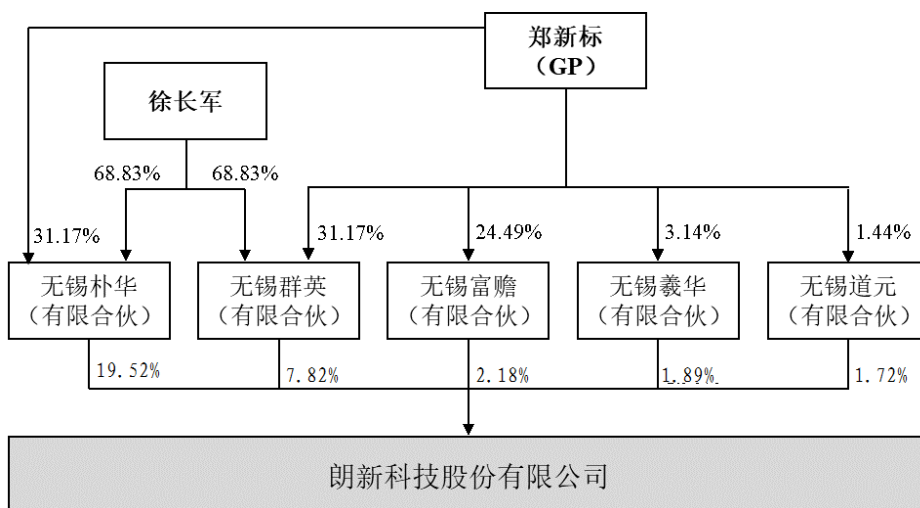 郑新标
（GP）
徐长军
68.83% 68.83%
31.17% 31.17% 24.49% 3.14% 1.44%
无锡朴华 无锡群英 无锡富赡 无锡羲华 无锡道元
（有限合伙） （有限合伙） （有限合伙） （有限合伙） （有限合伙）
19.52% 7.82% 2.18% 1.89% 1.72%
朗新科技股份有限公司